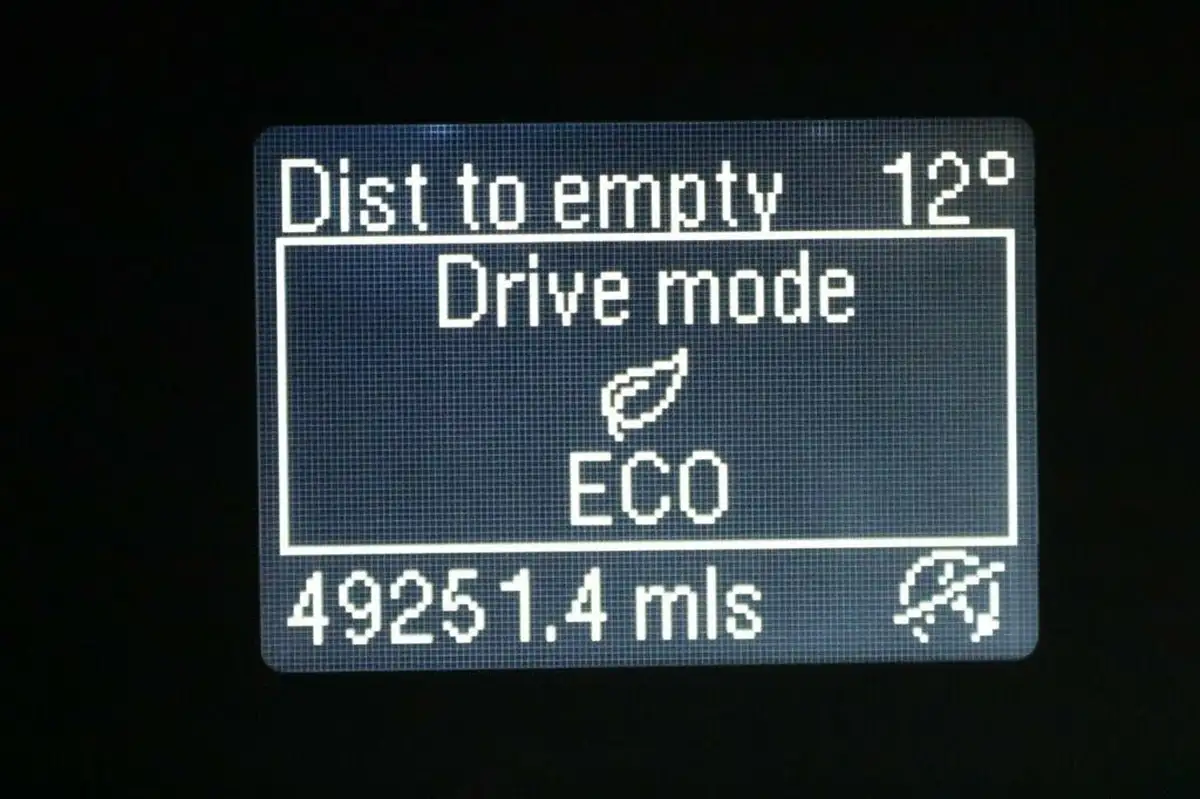 Dist to empty 12°
Drive mode
ECO
49251.4 mls